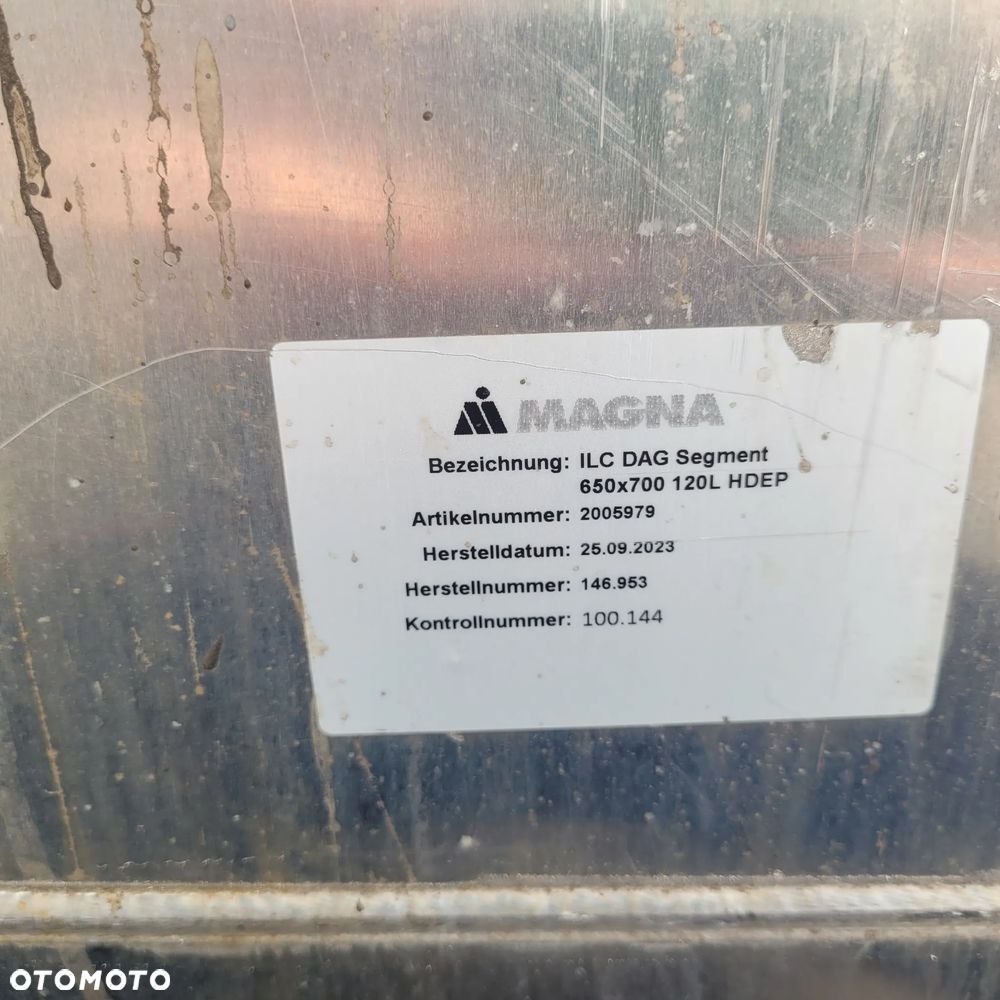 MAGNA
Bezeichnung: ILC DAG Segment
650x700 120L HDEP
Artikelnummer: 2005979
Herstelldatum: 25.09.2023
Herstellnummer: 146.953
Kontrollnummer: 100.144
OTOMOTO